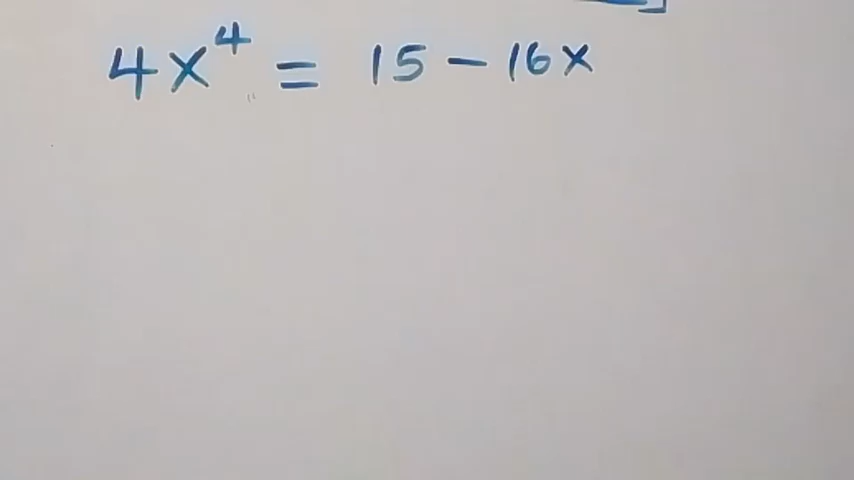 4x⁴ = 15 - 16x